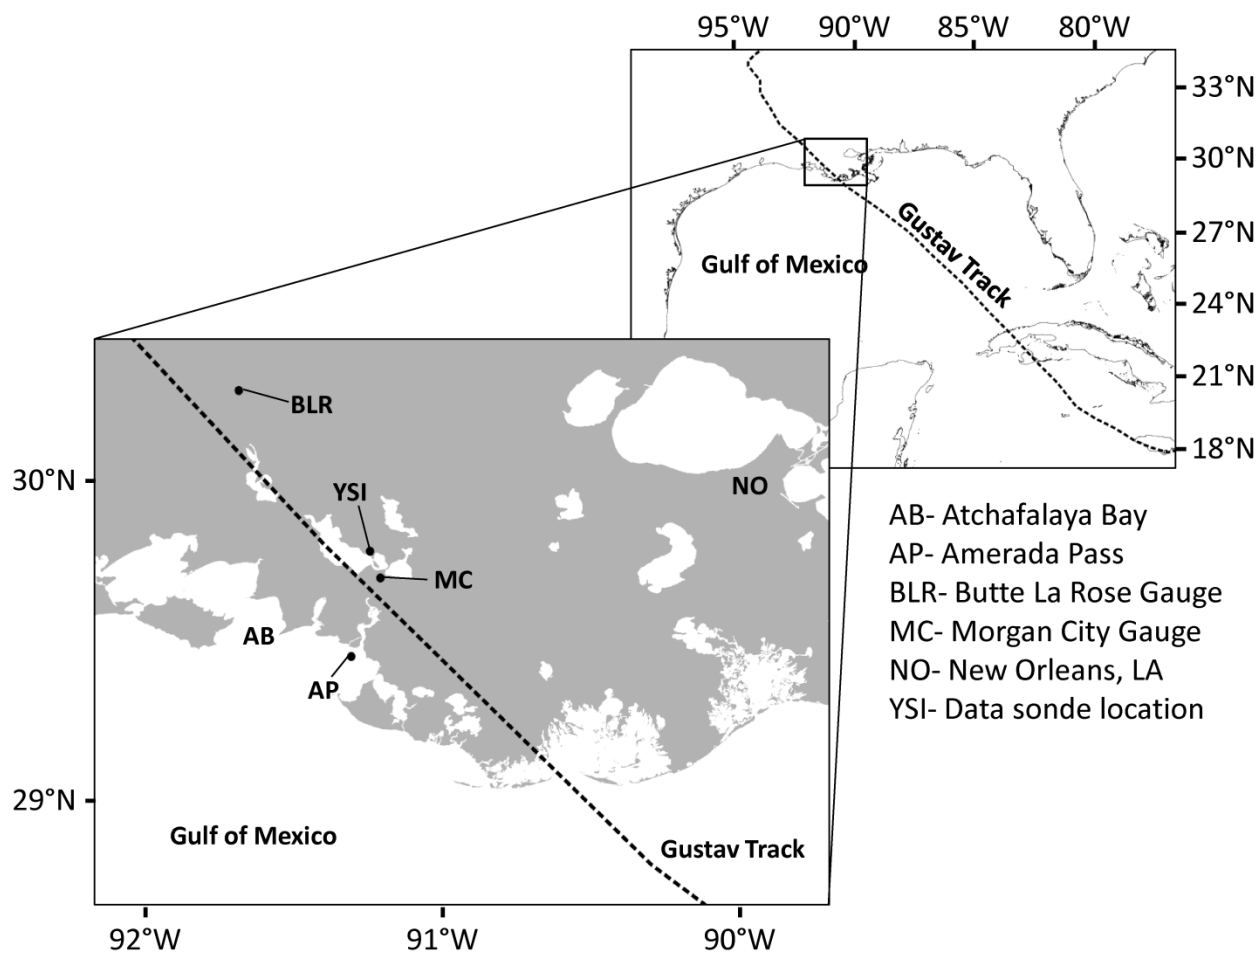 95°W 90°W 85°W 80°W
33°N
30°N
27°N
24°N
21°N
18°N
Gustav Track
Gulf of Mexico
BLR
30°N
YSI
NO
MC
AB
AP
29°N
Gulf of Mexico
Gustav Track
92°W 91°W 90°W
AB- Atchafalaya Bay
AP- Amerada Pass
BLR- Butte La Rose Gauge
MC- Morgan City Gauge
NO- New Orleans, LA
YSI- Data sonde location